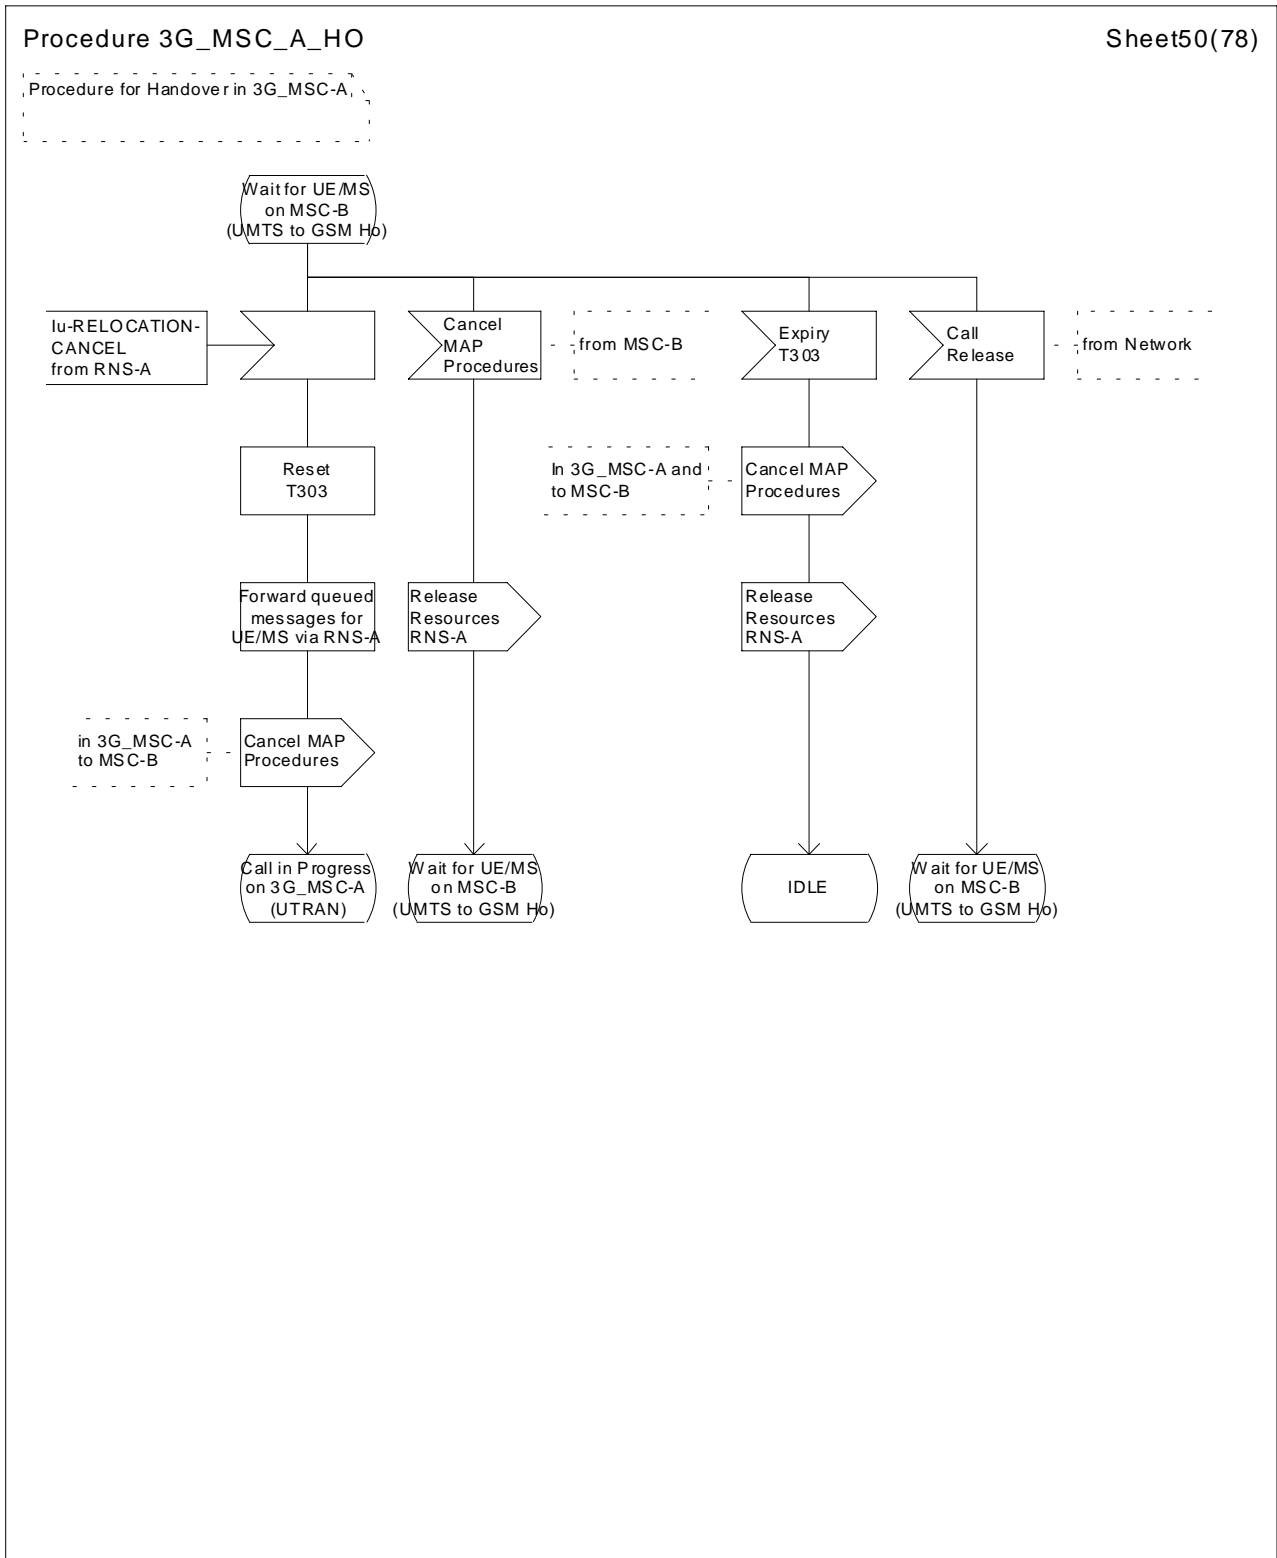 Procedure 3G_MSC_A_HO
Sheet50(78)
Procedure for Handover in 3G_MSC-A
Wait for UE/MS
on MSC-B
(UMTS to GSM Ho)
Iu-RELOCATION-
CANCEL
from RNS-A
Cancel
MAP
Procedures
from MSC-B
Expiry
T303
Call
Release
from Network
Reset
T303
In 3G_MSC-A and
to MSC-B
Cancel MAP
Procedures
Forward queued
messages for
UE/MS via RNS-A
Release
Resources
RNS-A
Release
Resources
RNS-A
in 3G_MSC-A
to MSC-B
Cancel MAP
Procedures
Call in Progress
on 3G_MSC-A
(UTRAN)
Wait for UE/MS
on MSC-B
(UMTS to GSM Ho)
IDLE
Wait for UE/MS
on MSC-B
(UMTS to GSM Ho)